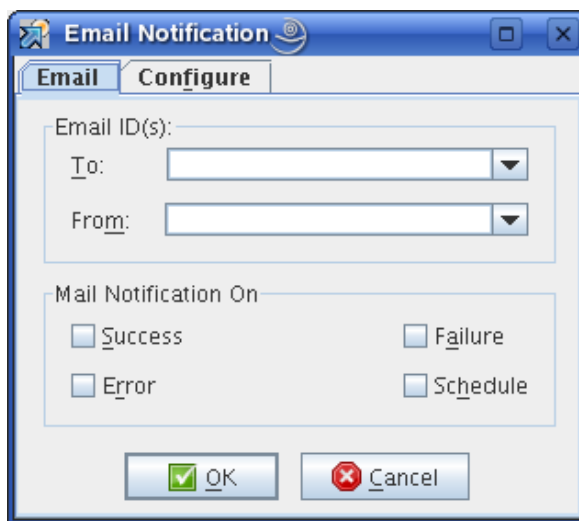 Email Notification
Email Configure
Email ID(s):
To:
From:
Mail Notification On
Success Failure
Error Schedule
OK Cancel